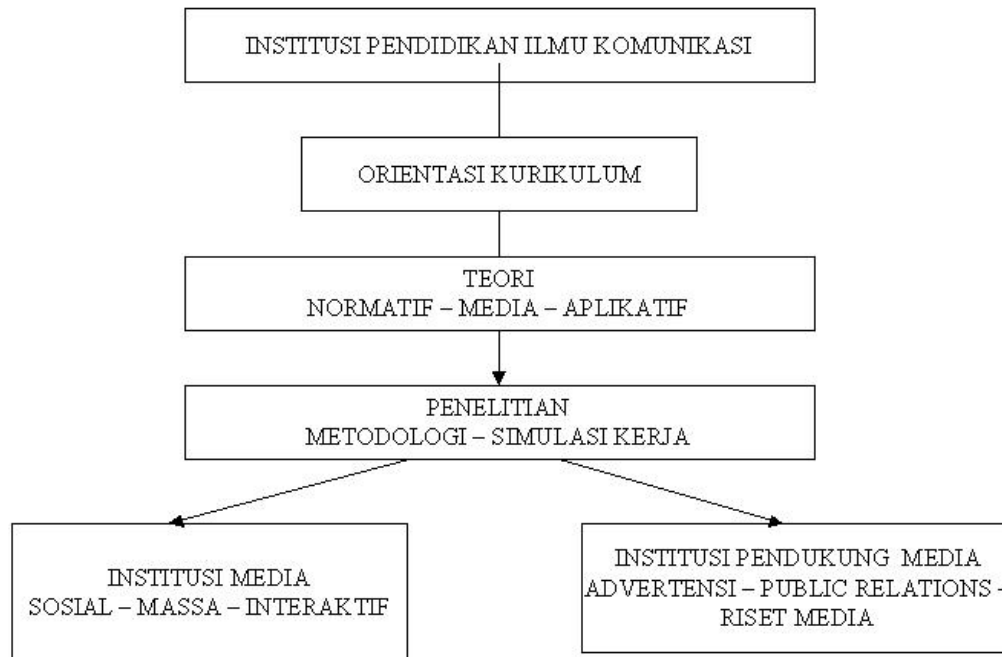 INSTITUSI PENDIDIKAN ILMU KOMUNIKASI
ORIENTASI KURIKULUM
TEORI
NORMATIF – MEDIA – APLIKATIF
PENELITIAN
METODOLOGI – SIMULASI KERJA
INSTITUSI MEDIA
SOSIAL – MASSA – INTERAKTIF
INSTITUSI PENDUKUNG MEDIA
ADVERTENSI – PUBLIC RELATIONS –
RISET MEDIA